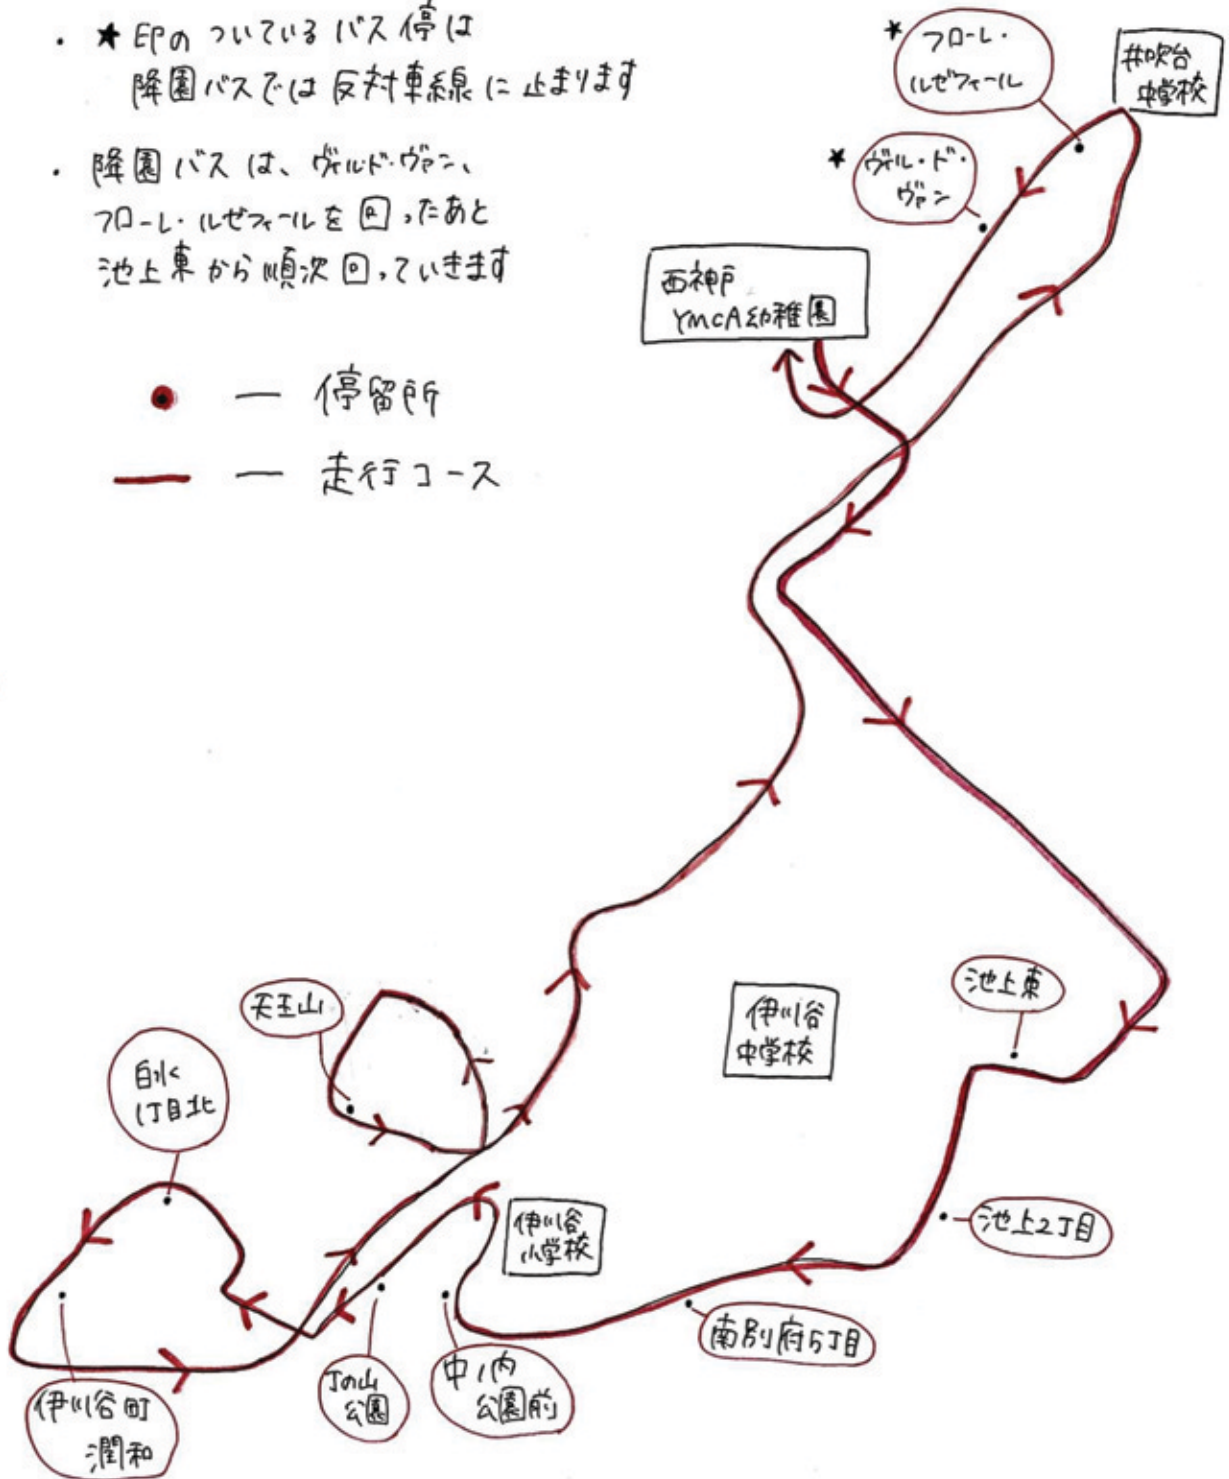 ・ ★印のついているバス停は
降園バスでは反対車線に止まります
・ 降園バスは、ヴィルド・ヴァン、
フローレ・ルゼフィールを回ったあと
池上東から順次回っていきます
● — 停留所
— — 走行コース
★ フローレ・
ルゼフィール
井吹台
中学校
★ ヴィル・ド・
ヴァン
西神戸
YMCA幼稚園
池上東
伊川谷
中学校
天王山
白水
1丁目北
伊川谷
小学校
池上2丁目
南別府5丁目
丁の山
公園
中ノ内
公園前
伊川谷町
潤和